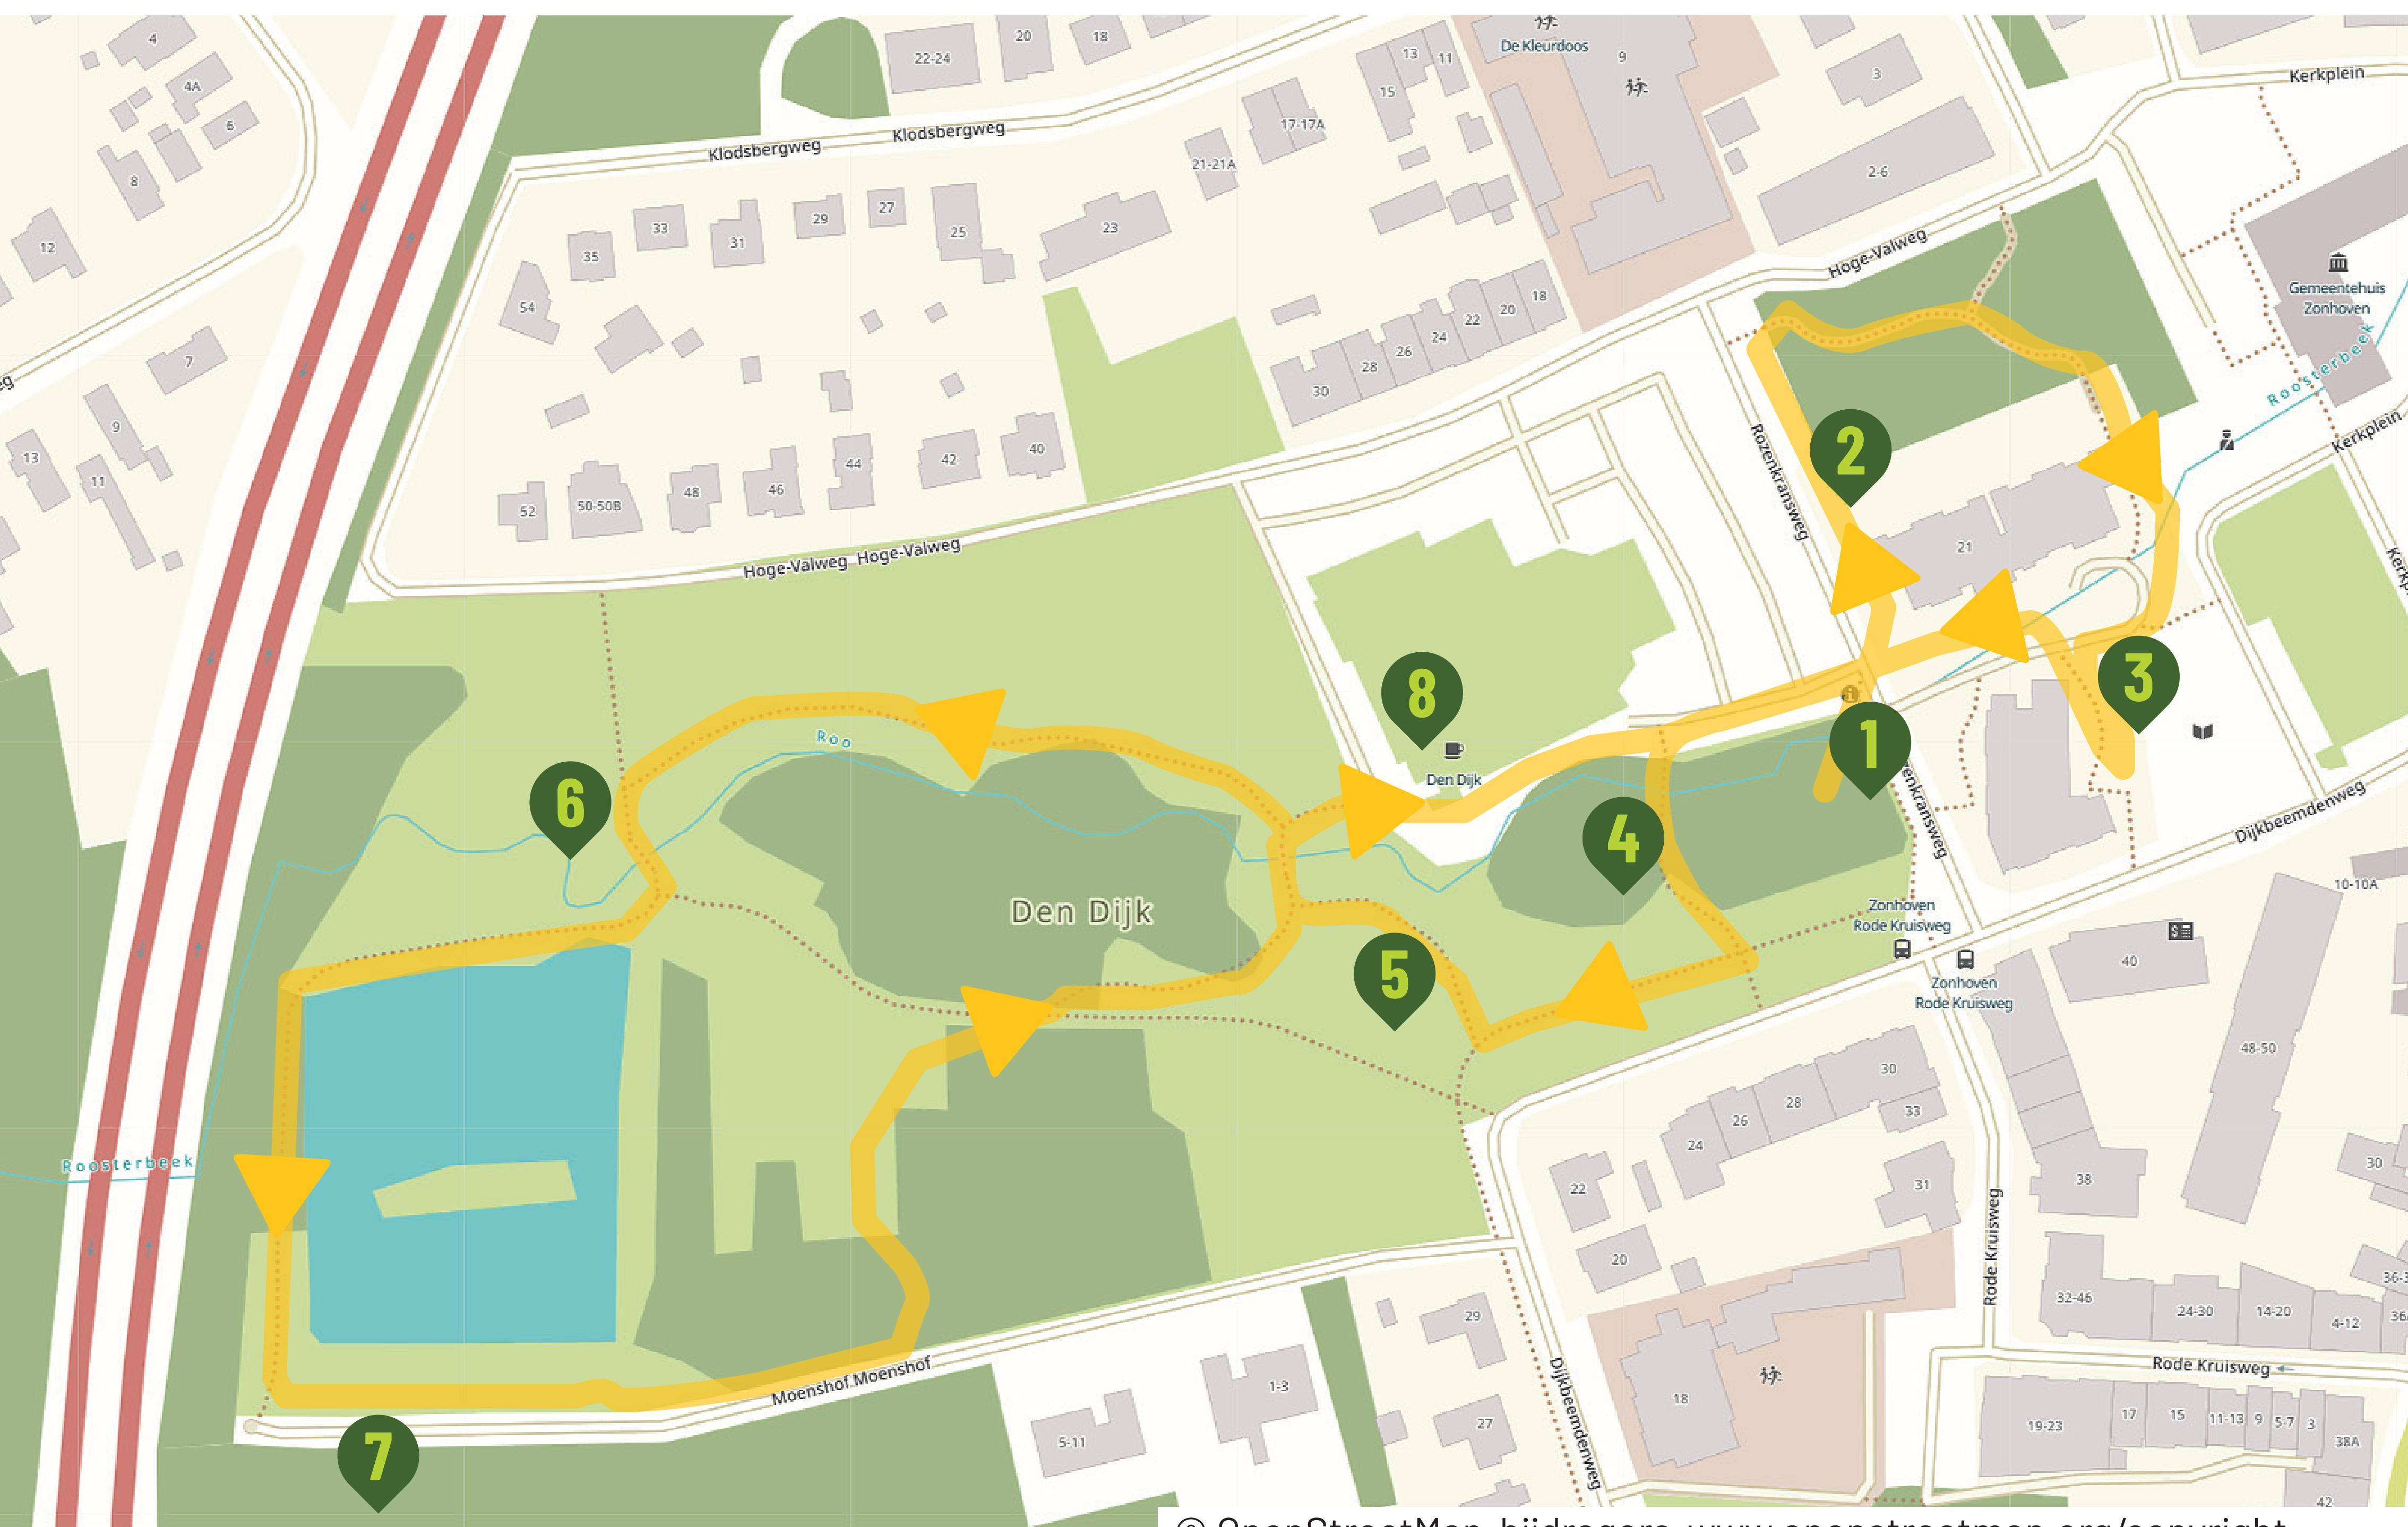 4
22-24
20
18
De Kleurdoos
9
13
11
15
3
Kerkplein
4A
6
Klodsbergweg
Klodsbergweg
17-17A
21-21A
2-6
8
12
33
31
29
27
25
23
35
54
Hoge-Valweg
Gemeentehuis
Zonhoven
Roosterbeek
18
20
22
24
26
28
30
7
9
13
11
52
50-50B
48
46
44
42
40
Rozenkransweg
2
Kerkplein
21
Hoge-Valweg
Hoge-Valweg
8
Den Dijk
3
1
Roo
6
4
Dijkbeemdenweg
10-10A
Den Dijk
5
Zonhoven
Rode Kruisweg
Zonhoven
Rode Kruisweg
40
48-50
30
28
26
24
33
22
31
20
38
30
Roosterbeek
Rode Kruisweg
32-46
24-30
14-20
4-12
29
27
18
Rode Kruisweg
Moenshof
Moenshof
1-3
5-11
Dijkbeemdenweg
7
19-23
17
15
11-13
9
5-7
3
38A
42